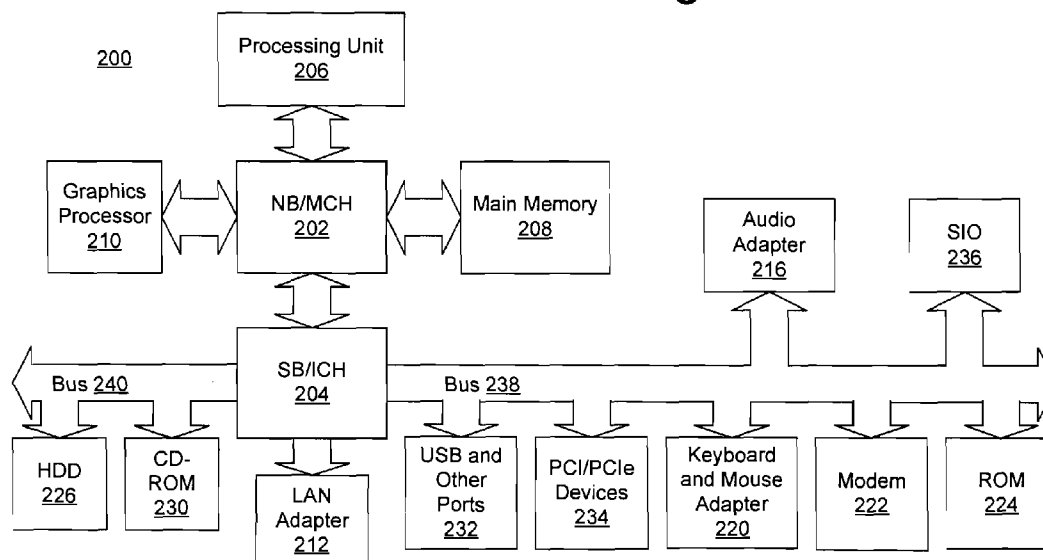 200
Processing Unit
206
Graphics
Processor
210
NB/MCH
202
Main Memory
208
Audio
Adapter
216
SIO
236
Bus 240
SB/ICH
204
Bus 238
HDD
226
CD-
ROM
230
LAN
Adapter
212
USB and
Other
Ports
232
PCI/PCIe
Devices
234
Keyboard
and Mouse
Adapter
220
Modem
222
ROM
224